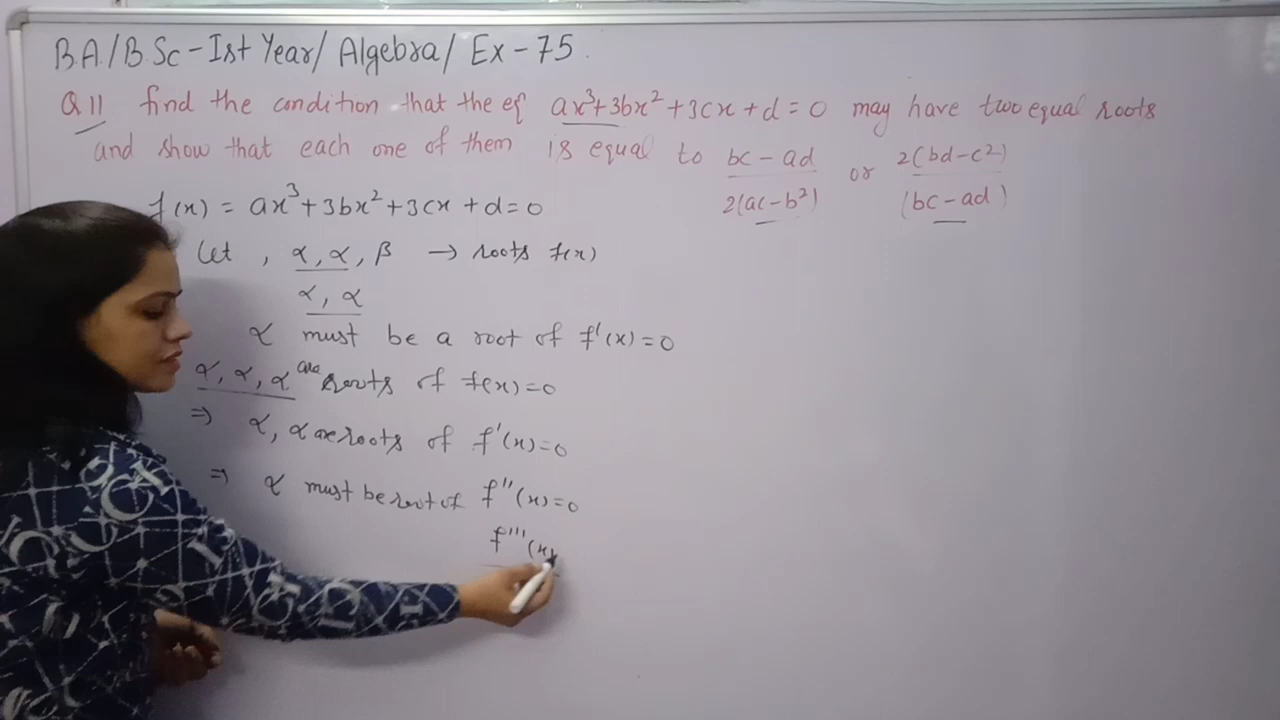 B.A./B.Sc - Ist Year/ Algebra/ Ex - 75.
Q 11 find the condition that the eq ax³+3bx²+3cx+d=0 may have two equal roots
and show that each one of them is equal to bc-ad/2(ac-b²) or 2(bd-c²)/(bc-ad)
f(x) = ax³+3bx²+3cx+d=0
Let , α, α, β → roots f(x)
α, α
α must be a root of f'(x)=0
α, α, α are roots of f(x)=0
⇒ α, α are roots of f'(x)=0
⇒ α must be root of f''(x)=0
f'''(x)